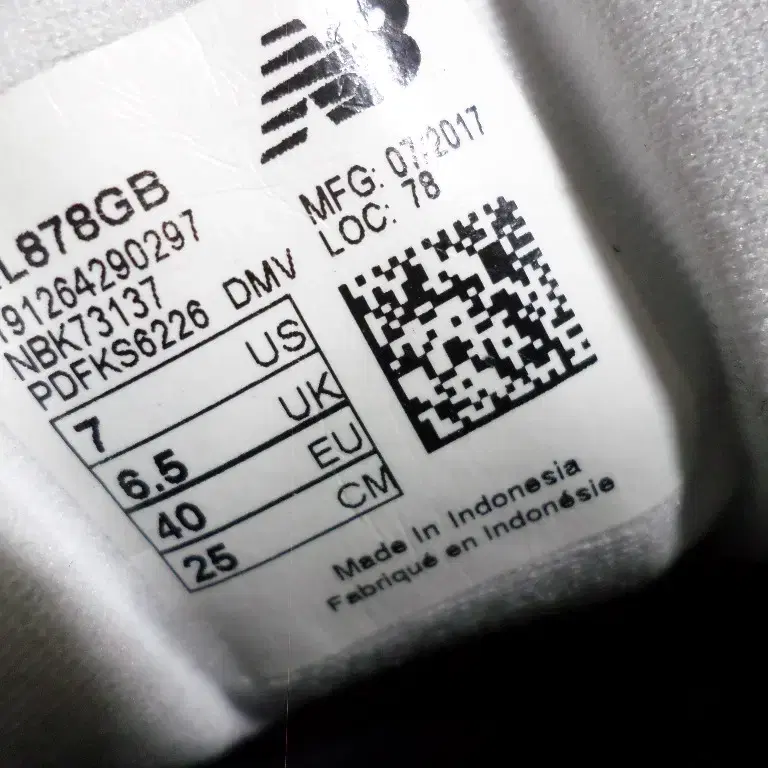 NB
L878GB
191264290297
NBK73137
PDFKS6226 DMV
MFG: 07/2017
LOC: 78
7 US
6.5 UK
40 EU
25 CM
Made in Indonesia
Fabriqué en Indonésie